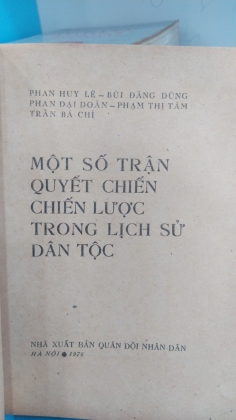 PHAN HUY LÊ – BÙI ĐĂNG DŨNG
PHAN ĐẠI DOÃN – PHẠM THỊ TÂM
TRẦN BÁ CHÍ
MỘT SỐ TRẬN
QUYẾT CHIẾN
CHIẾN LƯỢC
TRONG LỊCH SỬ
DÂN TỘC
NHÀ XUẤT BẢN QUÂN ĐỘI NHÂN DÂN
HÀ NỘI ● 1976